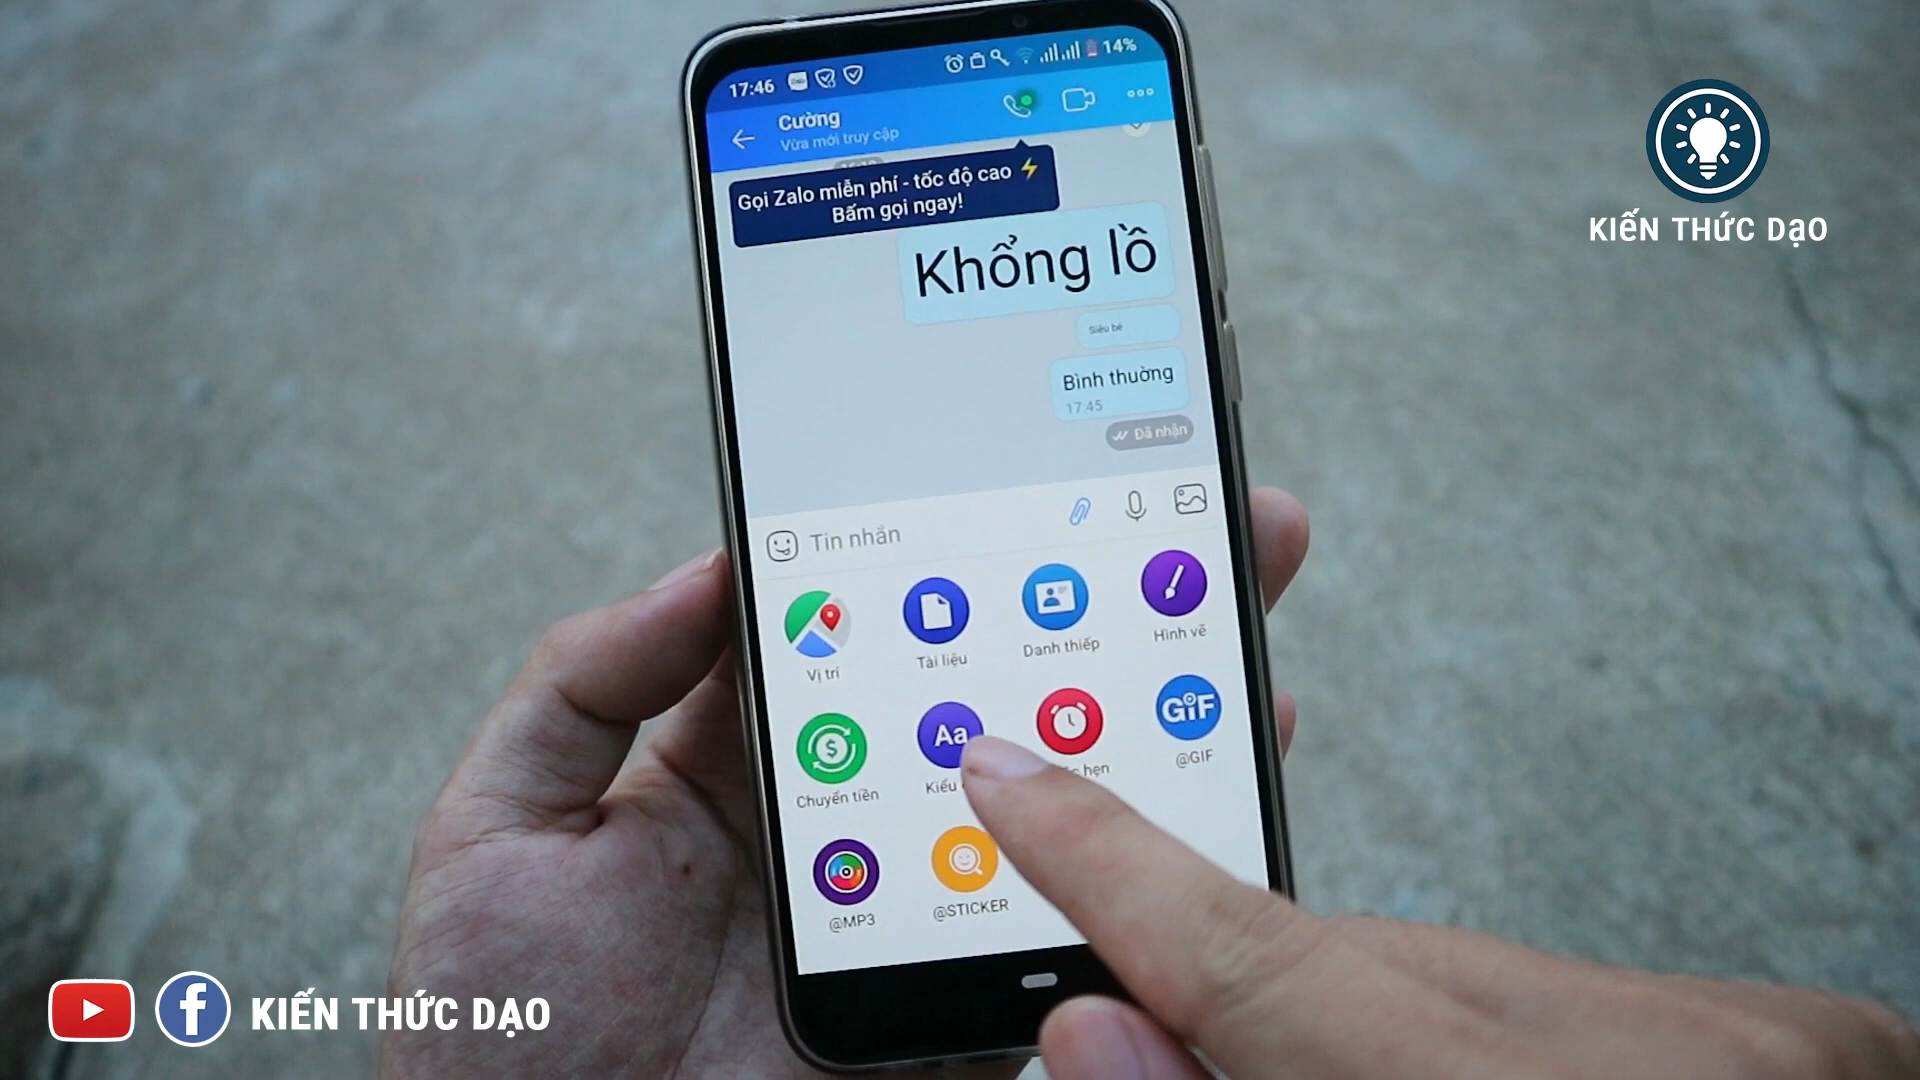 17:46
14%
Cường
Vừa mới truy cập
Gọi Zalo miễn phí - tốc độ cao
Bấm gọi ngay!
KIẾN THỨC DẠO
Khổng lồ
Siêu bé
Bình thường
17:45
Đã nhận
Tin nhắn
Vị trí
Tài liệu
Danh thiếp
Hình vẽ
Chuyển tiền
Aa
Kiểu
hẹn
GIF
@GIF
@MP3
@STICKER
KIẾN THỨC DẠO